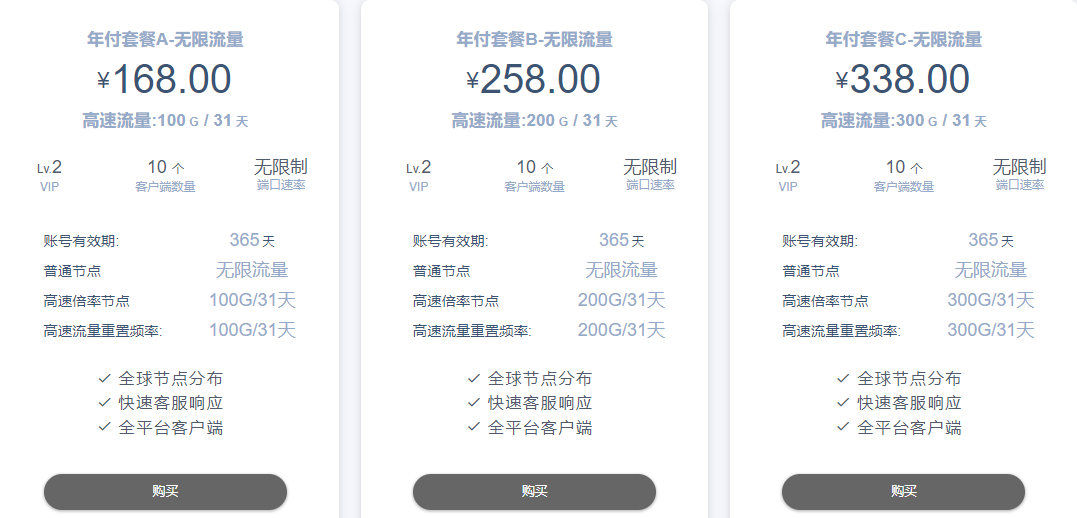 年付套餐A-无限流量
¥168.00
高速流量:100 G / 31 天
Lv.2 10 个 无限制
VIP 客户端数量 端口速率
账号有效期: 365 天
普通节点 无限流量
高速倍率节点 100G/31天
高速流量重置频率: 100G/31天
✓ 全球节点分布
✓ 快速客服响应
✓ 全平台客户端
购买
年付套餐B-无限流量
¥258.00
高速流量:200 G / 31 天
Lv.2 10 个 无限制
VIP 客户端数量 端口速率
账号有效期: 365 天
普通节点 无限流量
高速倍率节点 200G/31天
高速流量重置频率: 200G/31天
✓ 全球节点分布
✓ 快速客服响应
✓ 全平台客户端
购买
年付套餐C-无限流量
¥338.00
高速流量:300 G / 31 天
Lv.2 10 个 无限制
VIP 客户端数量 端口速率
账号有效期: 365 天
普通节点 无限流量
高速倍率节点 300G/31天
高速流量重置频率: 300G/31天
✓ 全球节点分布
✓ 快速客服响应
✓ 全平台客户端
购买